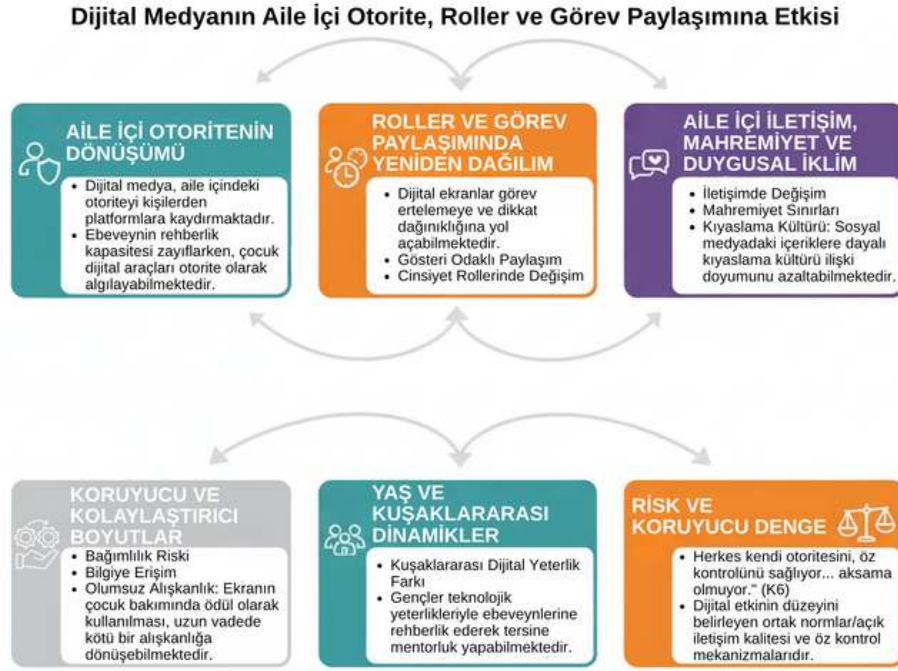 Dijital Medyanın Aile İçi Otorite, Roller ve Görev Paylaşımına Etkisi
AİLE İÇİ OTORİTENİN
DÖNÜŞÜMÜ
• Dijital medya, aile içindeki
otoriteyi kişilerden
platformlara kaydırmaktadır.
• Ebeveynin rehberlik
kapasitesi zayıflarken, çocuk
dijital araçları otorite olarak
algılayabilmektedir.
ROLLER VE GÖREV
PAYLAŞIMINDA
YENİDEN DAĞILIM
• Dijital ekranlar görev
ertelemeye ve dikkat
dağınıklığına yol
açabilmektedir.
• Gösteri Odaklı Paylaşım
• Cinsiyet Rollerinde Değişim
AİLE İÇİ İLETİŞİM,
MAHREMİYET VE
DUYGUSAL İKLİM
• İletişimde Değişim
• Mahremiyet Sınırları
• Kıyaslama Kültürü: Sosyal
medyadaki içeriklere dayalı
kıyaslama kültürü ilişki
doyumunu azaltabilmektedir.
KORUYUCU VE
KOLAYLAŞTIRICI
BOYUTLAR
• Bağımlılık Riski
• Bilgiye Erişim
• Olumsuz Alışkanlık: Ekranın
çocuk bakımında ödül olarak
kullanılması, uzun vadede
kötü bir alışkanlığa
dönüşebilmektedir.
YAŞ VE
KUŞAKLARARASI
DİNAMİKLER
• Kuşaklararası Dijital Yeterlik
Farkı
• Gençler teknolojik
yeterlikleriyle ebeveynlerine
rehberlik ederek tersine
mentorluk yapabilmektedir.
RİSK VE
KORUYUCU DENGE
• Herkes kendi otoritesini, öz
kontrolünü sağlıyor... aksama
olmuyor." (K6)
• Dijital etkinin düzeyini
belirleyen ortak normlar/açık
iletişim kalitesi ve öz kontrol
mekanizmalarıdır.